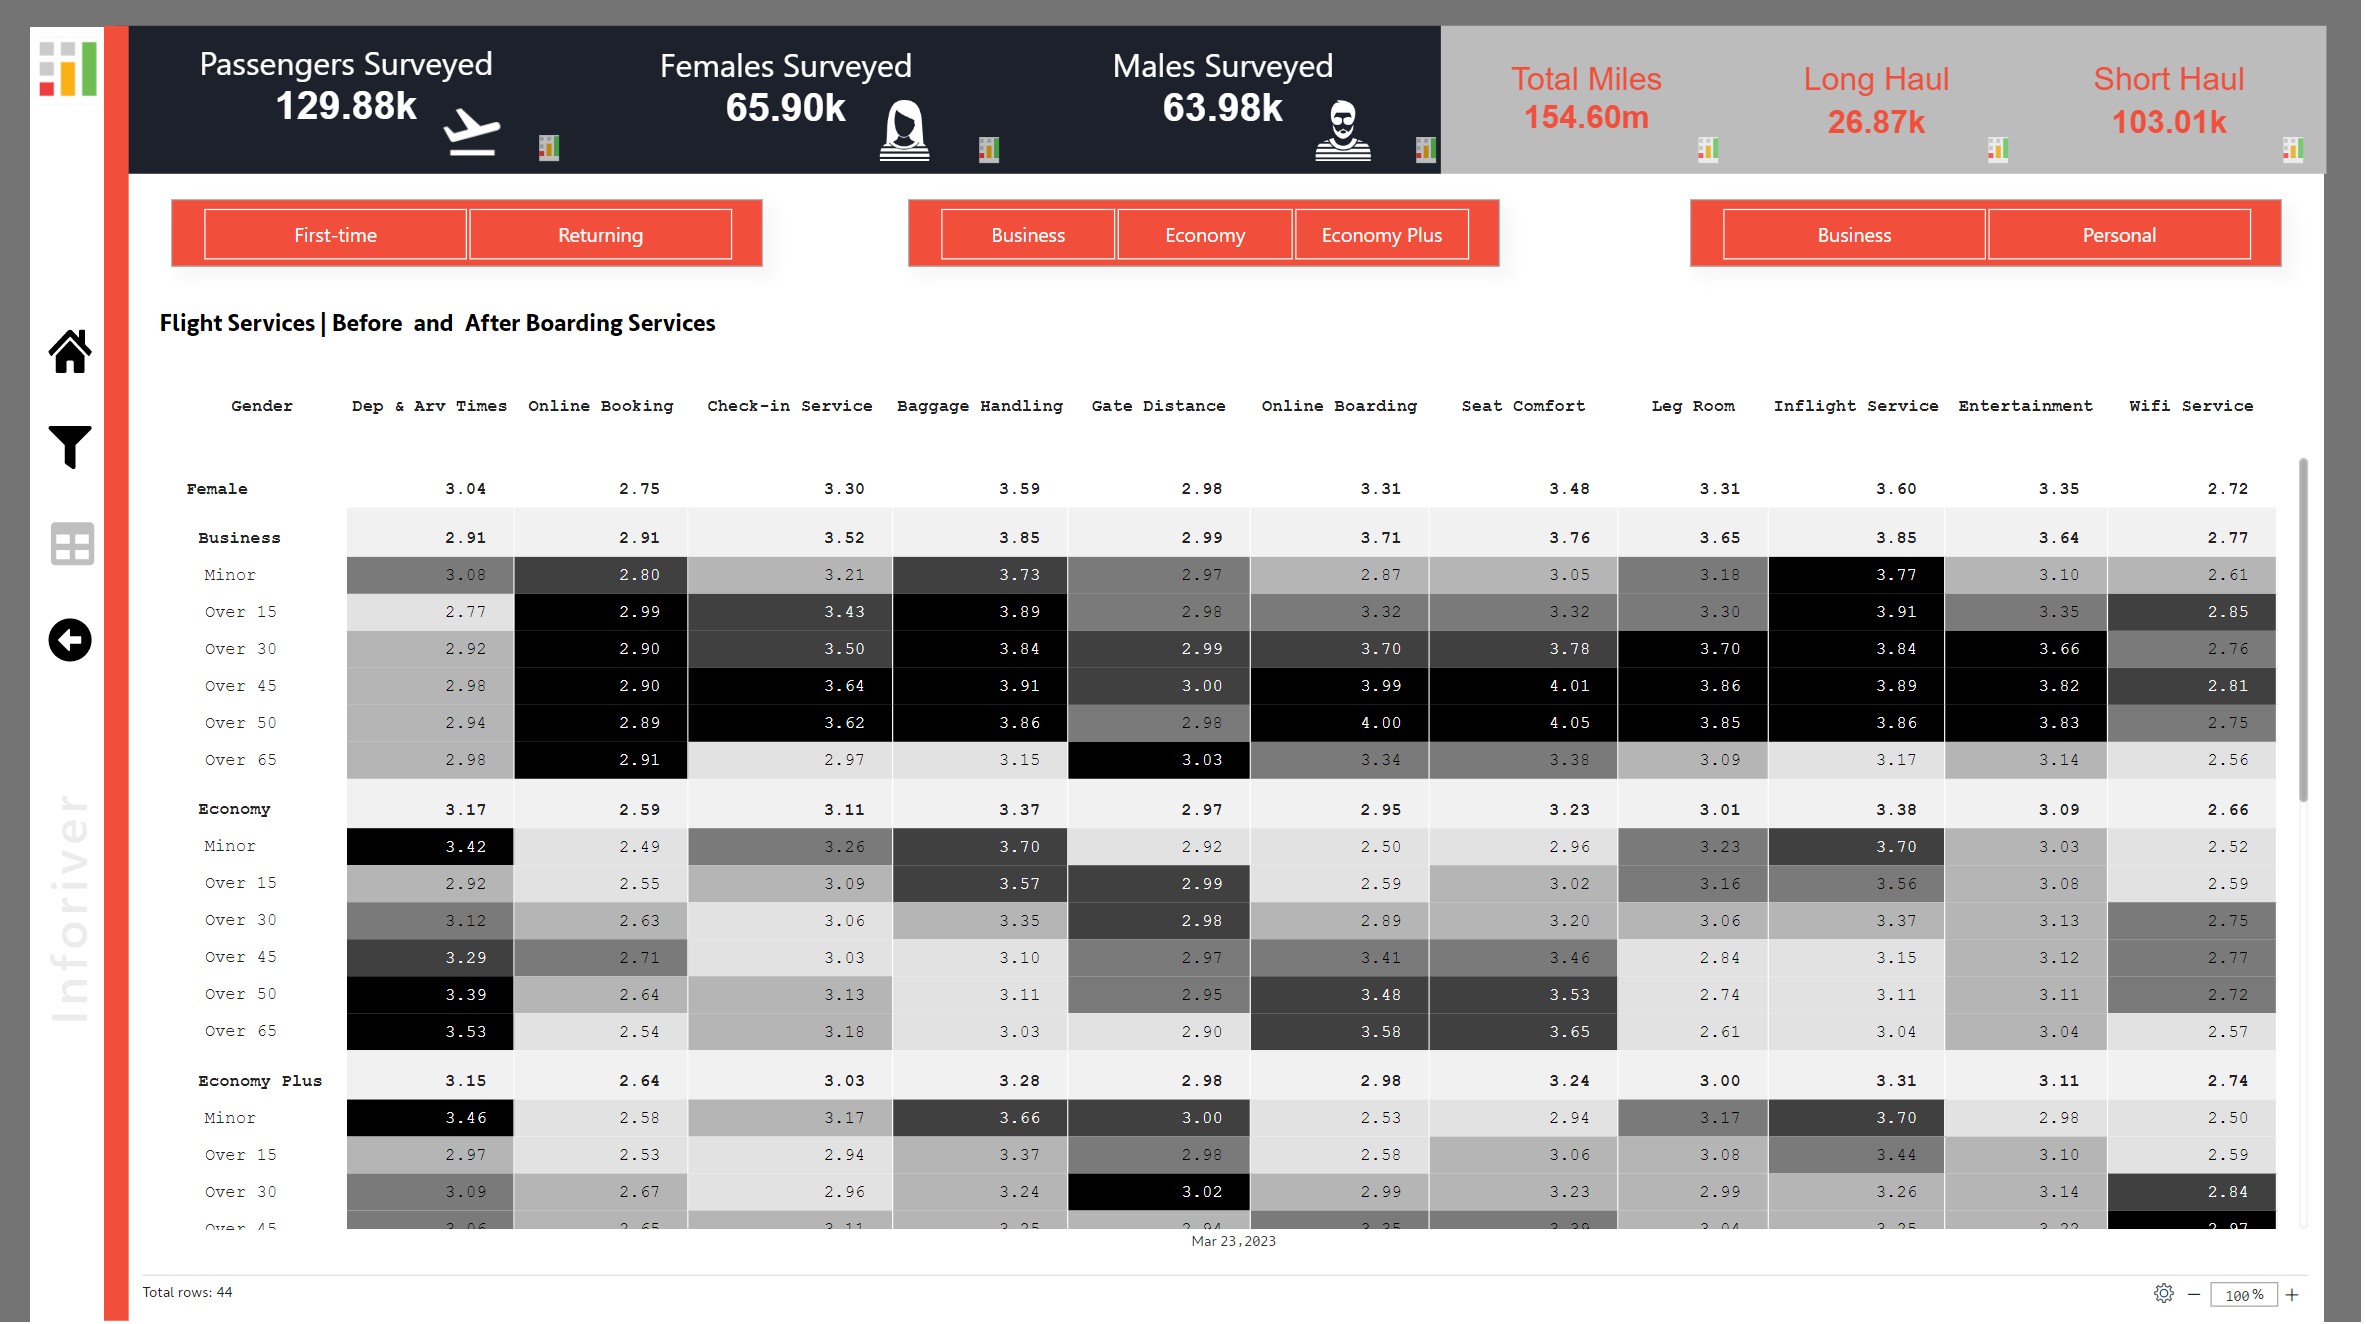 Passengers Surveyed
129.88k
Females Surveyed
65.90k
Males Surveyed
63.98k
Total Miles
154.60m
Long Haul
26.87k
Short Haul
103.01k
First-time Returning
Business Economy Economy Plus
Business Personal
Flight Services | Before and After Boarding Services
Gender Dep & Arv Times Online Booking Check-in Service Baggage Handling Gate Distance Online Boarding Seat Comfort Leg Room Inflight Service Entertainment Wifi Service
Female 3.04 2.75 3.30 3.59 2.98 3.31 3.48 3.31 3.60 3.35 2.72
Business 2.91 2.91 3.52 3.85 2.99 3.71 3.76 3.65 3.85 3.64 2.77
Minor 3.08 2.80 3.21 3.73 2.97 2.87 3.05 3.18 3.77 3.10 2.61
Over 15 2.77 2.99 3.43 3.89 2.98 3.32 3.32 3.30 3.91 3.35 2.85
Over 30 2.92 2.90 3.50 3.84 2.99 3.70 3.78 3.70 3.84 3.66 2.76
Over 45 2.98 2.90 3.64 3.91 3.00 3.99 4.01 3.86 3.89 3.82 2.81
Over 50 2.94 2.89 3.62 3.86 2.98 4.00 4.05 3.85 3.86 3.83 2.75
Over 65 2.98 2.91 2.97 3.15 3.03 3.34 3.38 3.09 3.17 3.14 2.56
Economy 3.17 2.59 3.11 3.37 2.97 2.95 3.23 3.01 3.38 3.09 2.66
Minor 3.42 2.49 3.26 3.70 2.92 2.50 2.96 3.23 3.70 3.03 2.52
Over 15 2.92 2.55 3.09 3.57 2.99 2.59 3.02 3.16 3.56 3.08 2.59
Over 30 3.12 2.63 3.06 3.35 2.98 2.89 3.20 3.06 3.37 3.13 2.75
Over 45 3.29 2.71 3.03 3.10 2.97 3.41 3.46 2.84 3.15 3.12 2.77
Over 50 3.39 2.64 3.13 3.11 2.95 3.48 3.53 2.74 3.11 3.11 2.72
Over 65 3.53 2.54 3.18 3.03 2.90 3.58 3.65 2.61 3.04 3.04 2.57
Economy Plus 3.15 2.64 3.03 3.28 2.98 2.98 3.24 3.00 3.31 3.11 2.74
Minor 3.46 2.58 3.17 3.66 3.00 2.53 2.94 3.17 3.70 2.98 2.50
Over 15 2.97 2.53 2.94 3.37 2.98 2.58 3.06 3.08 3.44 3.10 2.59
Over 30 3.09 2.67 2.96 3.24 3.02 2.99 3.23 2.99 3.26 3.14 2.84
Over 45
Mar 23,2023
Total rows: 44
100 %
Inforiver